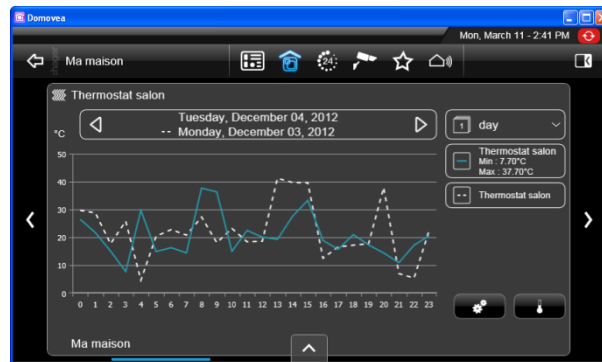 Domovea
Mon, March 11 - 2:41 PM
Ma maison
24
Thermostat salon
°C
Tuesday, December 04, 2012
-- Monday, December 03, 2012
1 day
Thermostat salon
Min : 7.70°C
Max : 37.70°C
Thermostat salon
50
40
30
20
10
0
0 1 2 3 4 5 6 7 8 9 10 11 12 13 14 15 16 17 18 19 20 21 22 23
Ma maison